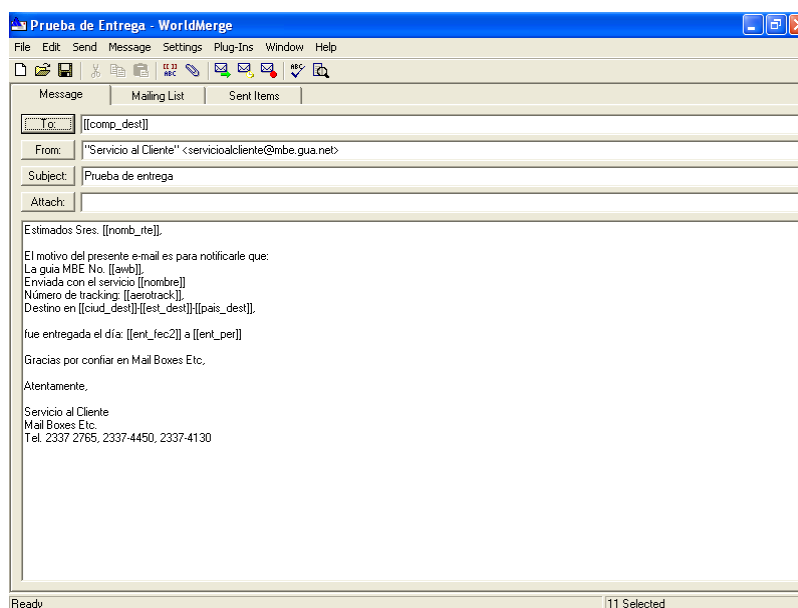 Prueba de Entrega - WorldMerge
File Edit Send Message Settings Plug-Ins Window Help
Message Mailing List Sent Items
To: [[comp_dest]]
From: "Servicio al Cliente" <servicioalcliente@mbe.gua.net>
Subject: Prueba de entrega
Attach:
Estimados Sres. [[nomb_rte]],
El motivo del presente e-mail es para notificarle que:
La guia MBE No. [[awb]],
Enviada con el servicio [[nombre]]
Número de tracking: [[aerotrack]],
Destino en [[ciud_dest]]-[[est_dest]]-[[pais_dest]],
fue entregada el día: [[ent_fec2]] a [[ent_per]]
Gracias por confiar en Mail Boxes Etc,
Atentamente,
Servicio al Cliente
Mail Boxes Etc.
Tel. 2337 2765, 2337-4450, 2337-4130
Ready 11 Selected